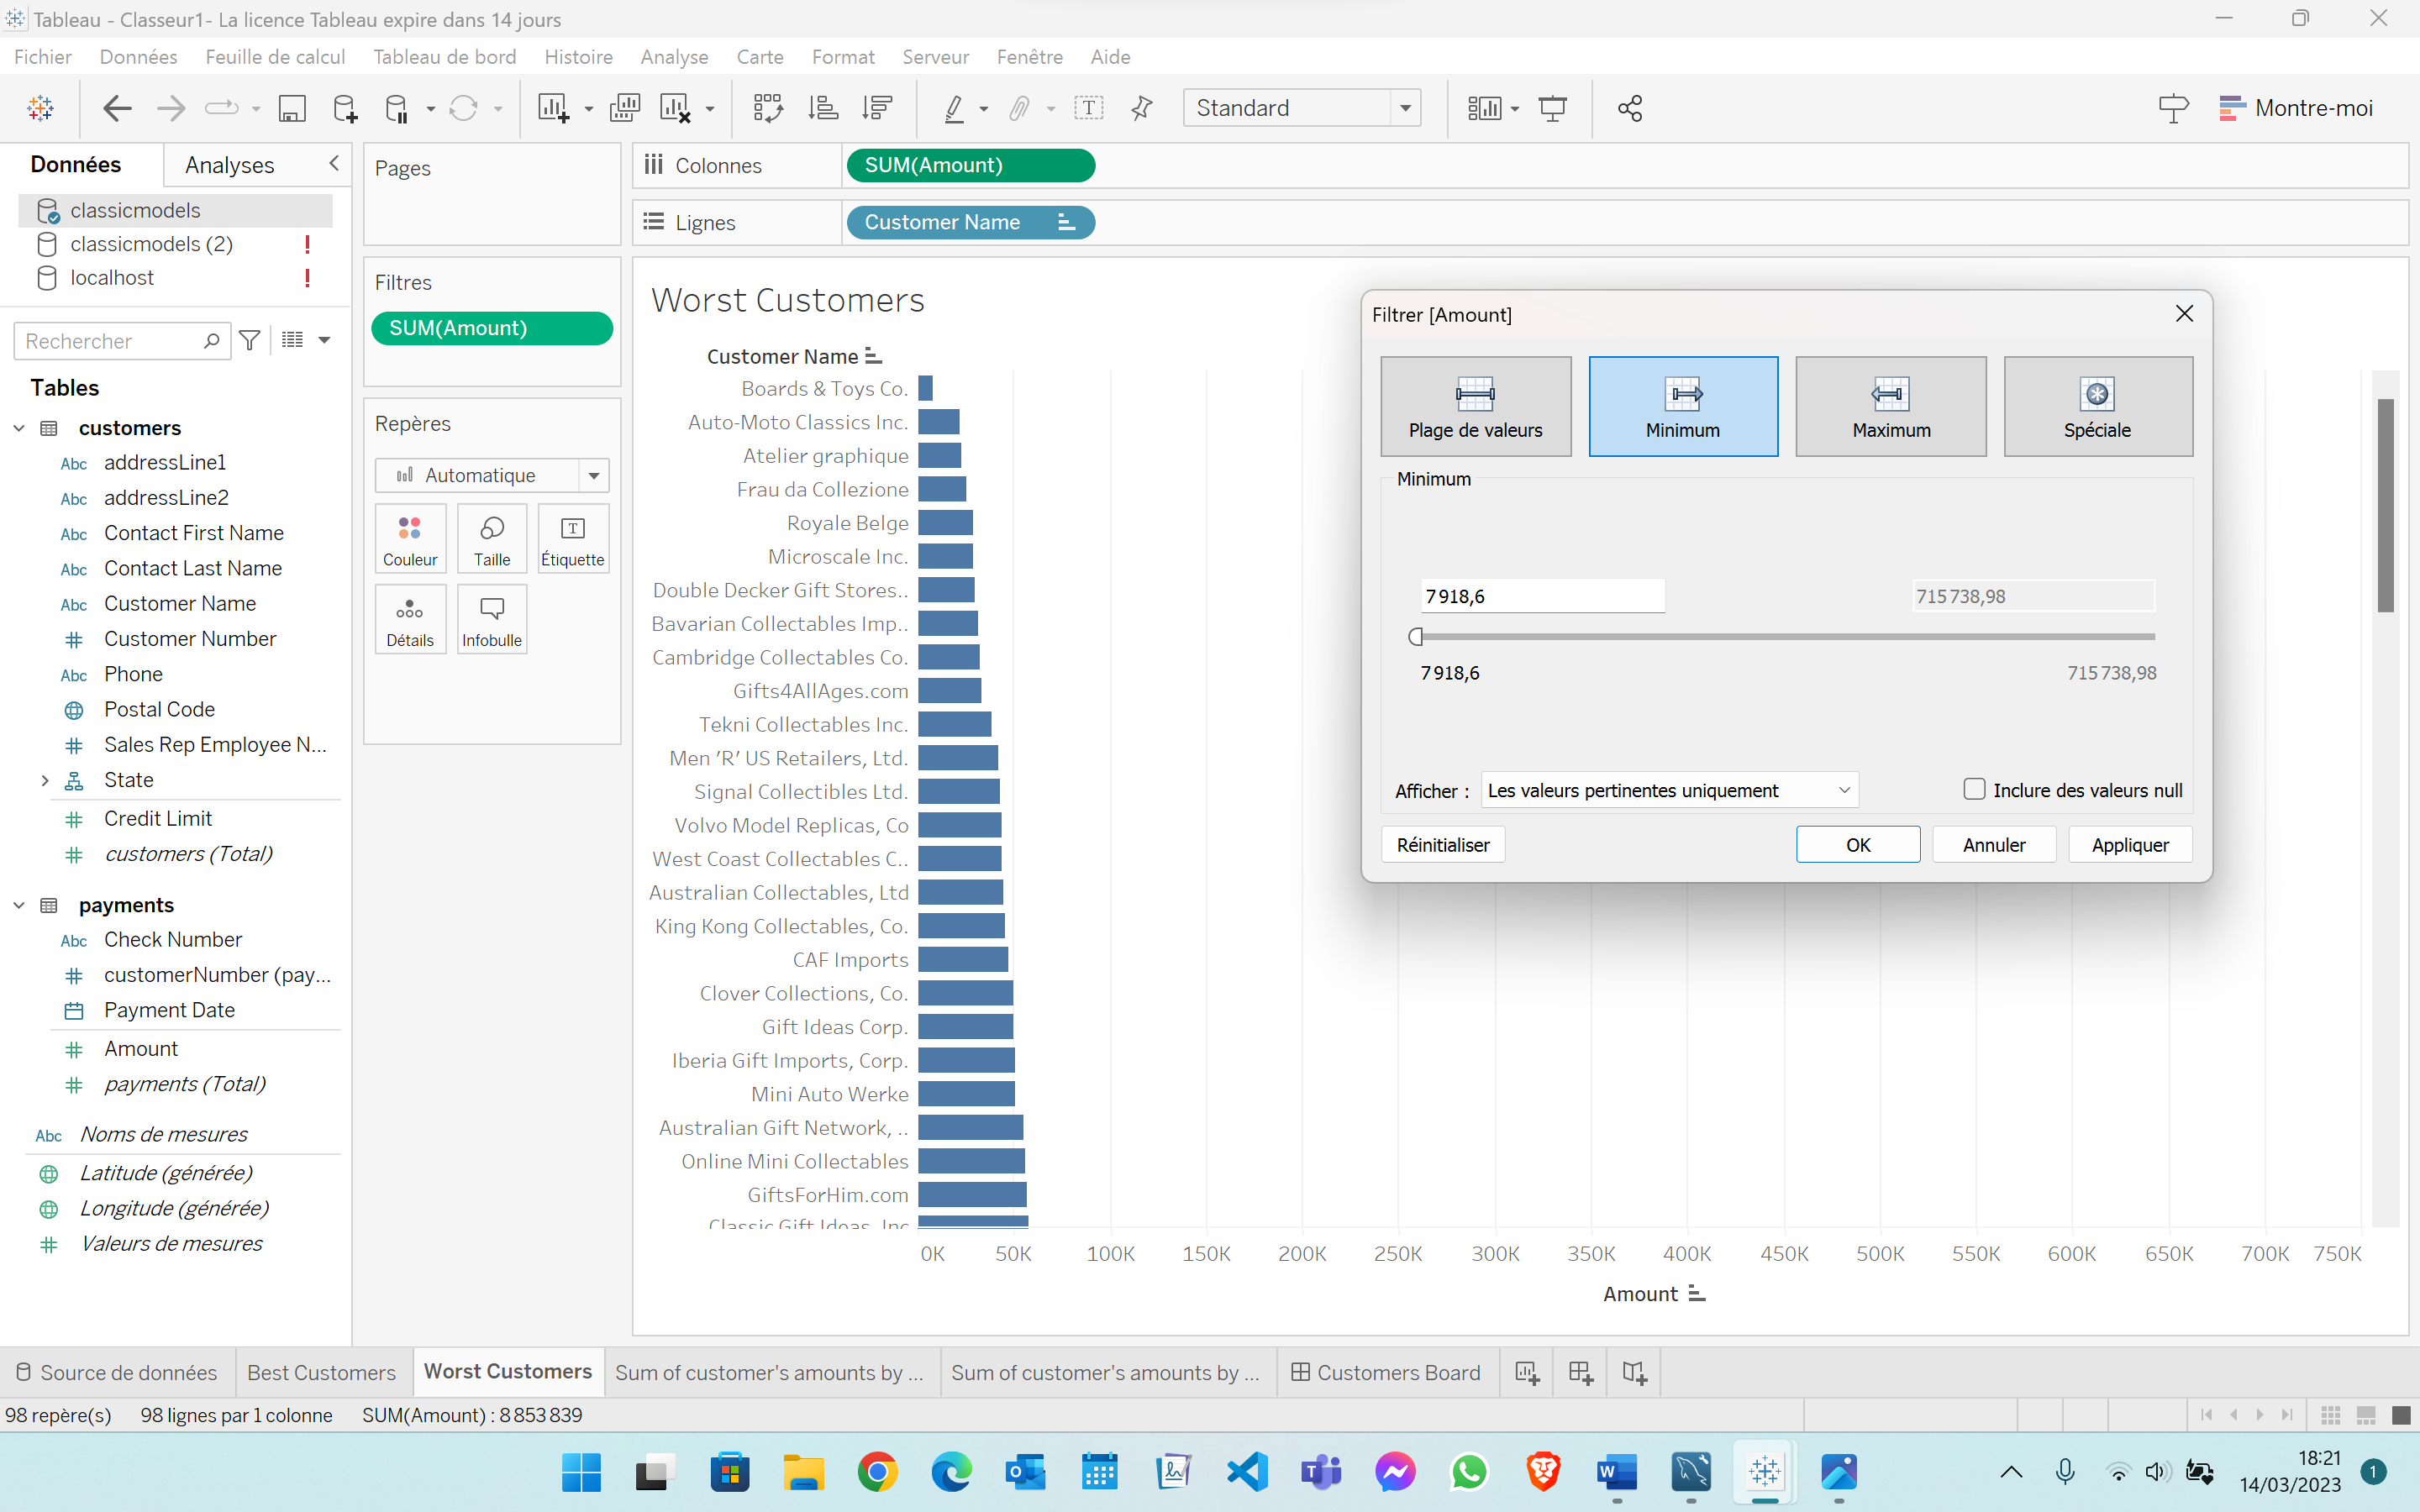 Tableau - Classeur1- La licence Tableau expire dans 14 jours
Fichier Données Feuille de calcul Tableau de bord Histoire Analyse Carte Format Serveur Fenêtre Aide
Standard
Montre-moi
Données
Analyses
classicmodels
classicmodels (2) !
localhost !
Rechercher
Tables
customers
Abc addressLine1
Abc addressLine2
Abc Contact First Name
Abc Contact Last Name
Abc Customer Name
# Customer Number
Abc Phone
Postal Code
# Sales Rep Employee N...
State
# Credit Limit
# customers (Total)
payments
Abc Check Number
# customerNumber (pay...
Payment Date
# Amount
# payments (Total)
Abc Noms de mesures
Latitude (générée)
Longitude (générée)
# Valeurs de mesures
Pages
Filtres
SUM(Amount)
Repères
Automatique
Couleur
Taille
Étiquette
Détails
Infobulle
Colonnes
SUM(Amount)
Lignes
Customer Name
Worst Customers
Customer Name
Boards & Toys Co.
Auto-Moto Classics Inc.
Atelier graphique
Frau da Collezione
Royale Belge
Microscale Inc.
Double Decker Gift Stores..
Bavarian Collectables Imp..
Cambridge Collectables Co.
Gifts4AllAges.com
Tekni Collectables Inc.
Men 'R' US Retailers, Ltd.
Signal Collectibles Ltd.
Volvo Model Replicas, Co
West Coast Collectables C..
Australian Collectables, Ltd
King Kong Collectables, Co.
CAF Imports
Clover Collections, Co.
Gift Ideas Corp.
Iberia Gift Imports, Corp.
Mini Auto Werke
Australian Gift Network, ..
Online Mini Collectables
GiftsForHim.com
Classic Gift Ideas, Inc
0K 50K 100K 150K 200K 250K 300K 350K 400K 450K 500K 550K 600K 650K 700K 750K
Amount
Filtrer [Amount]
Plage de valeurs
Minimum
Maximum
Spéciale
Minimum
7 918,6
715 738,98
7 918,6
715 738,98
Afficher :
Les valeurs pertinentes uniquement
Inclure des valeurs null
Réinitialiser
OK
Annuler
Appliquer
Source de données
Best Customers
Worst Customers
Sum of customer's amounts by ...
Sum of customer's amounts by ...
Customers Board
98 repère(s)
98 lignes par 1 colonne
SUM(Amount) : 8 853 839
18:21
14/03/2023
1